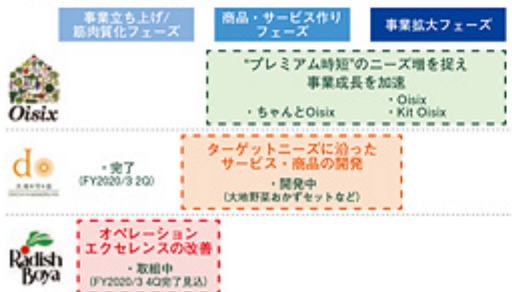 事業立ち上げ/
筋肉質化フェーズ
商品・サービス作り
フェーズ
事業拡大フェーズ
Oisix
"プレミアム時短"のニーズ増を捉え
事業成長を加速
・ちゃんとOisix
・Oisix
・Kit Oisix
do
・完了
(FY2020/3 2Q)
ターゲットニーズに沿った
サービス・商品の開発
・開発中
(大地野菜おかずセットなど)
Radish
Boya
オペレーション
エクセレンスの改善
・取組中
(FY2020/3 4Q完了見込)